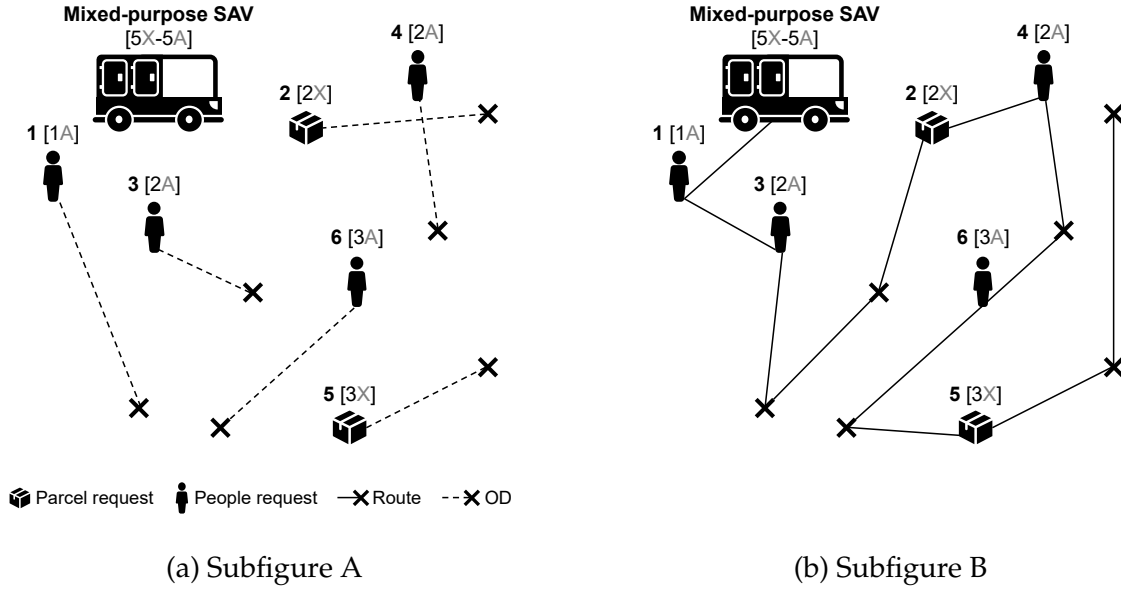 Mixed-purpose SAV
[5X-5A]
4 [2A]
2 [2X]
1 [1A]
3 [2A]
6 [3A]
5 [3X]
Parcel request
People request
Route
OD
(a) Subfigure A
Mixed-purpose SAV
[5X-5A]
4 [2A]
2 [2X]
1 [1A]
3 [2A]
6 [3A]
5 [3X]
(b) Subfigure B